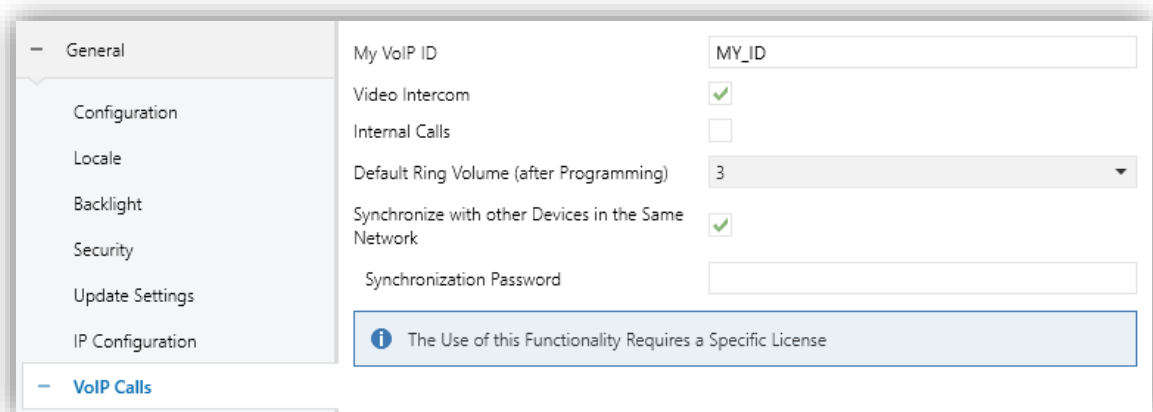 General
Configuration
Locale
Backlight
Security
Update Settings
IP Configuration
VoIP Calls
My VoIP ID
MY_ID
Video Intercom
Internal Calls
Default Ring Volume (after Programming)
3
Synchronize with other Devices in the Same
Network
Synchronization Password
The Use of this Functionality Requires a Specific License